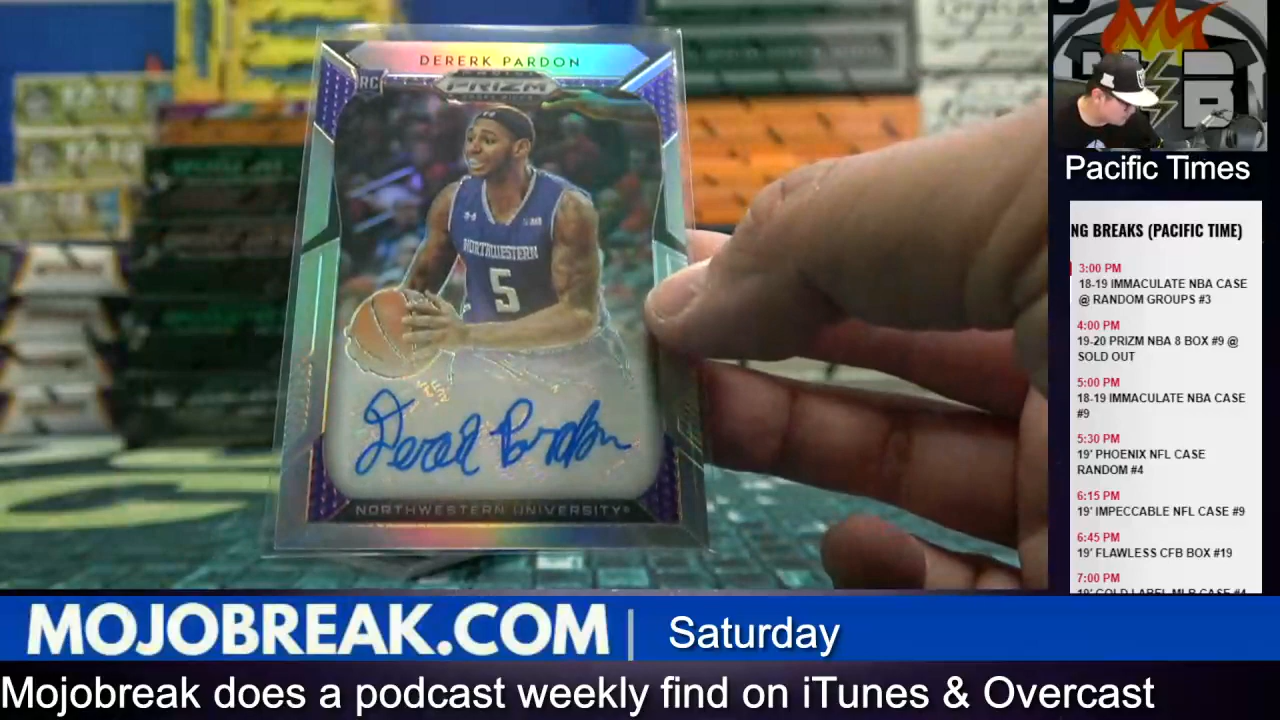 DERERK PARDON
RC
PRIZM
NORTHWESTERN
5
Derek Pardon
NORTHWESTERN UNIVERSITY
B
Pacific Times
NG BREAKS (PACIFIC TIME)
3:00 PM
18-19 IMMACULATE NBA CASE
@ RANDOM GROUPS #3
4:00 PM
19-20 PRIZM NBA 8 BOX #9 @
SOLD OUT
5:00 PM
18-19 IMMACULATE NBA CASE
#9
5:30 PM
19' PHOENIX NFL CASE
RANDOM #4
6:15 PM
19' IMPECCABLE NFL CASE #9
6:45 PM
19' FLAWLESS CFB BOX #19
7:00 PM
19' GOLD LABEL MLB CASE #4
MOJOBREAK.COM | Saturday
Mojobreak does a podcast weekly find on iTunes & Overcast